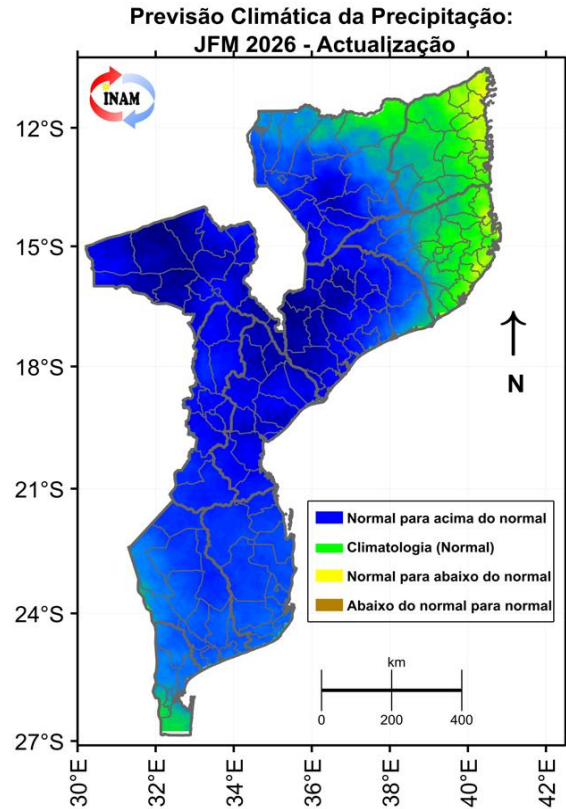 Previsão Climática da Precipitação:
JFM 2026 - Actualização
INAM
12°S
15°S
18°S
N
21°S
Normal para acima do normal
Climatologia (Normal)
Normal para abaixo do normal
Abaixo do normal para normal
24°S
km
0 200 400
27°S
30°E 32°E 34°E 36°E 38°E 40°E 42°E